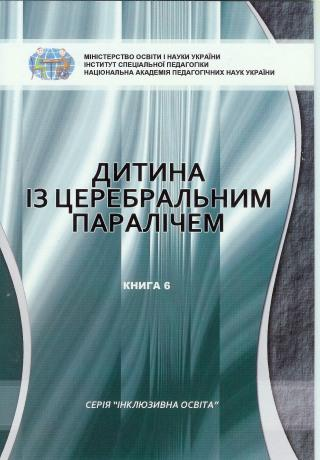 МІНІСТЕРСТВО ОСВІТИ І НАУКИ УКРАЇНИ
ІНСТИТУТ СПЕЦІАЛЬНОЇ ПЕДАГОГІКИ
НАЦІОНАЛЬНА АКАДЕМІЯ ПЕДАГОГІЧНИХ НАУК УКРАЇНИ
ДИТИНА
ІЗ ЦЕРЕБРАЛЬНИМ
ПАРАЛІЧЕМ
КНИГА 6
СЕРІЯ "ІНКЛЮЗИВНА ОСВІТА"